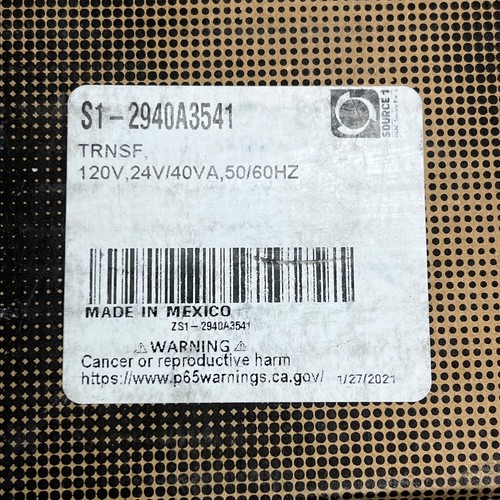 S1-2940A3541
SOURCE 1
TRNSF,
120V,24V/40VA,50/60HZ
MADE IN MEXICO
ZS1-2940A3541
⚠WARNING⚠
Cancer or reproductive harm
https://www.p65warnings.ca.gov/ 1/27/2021